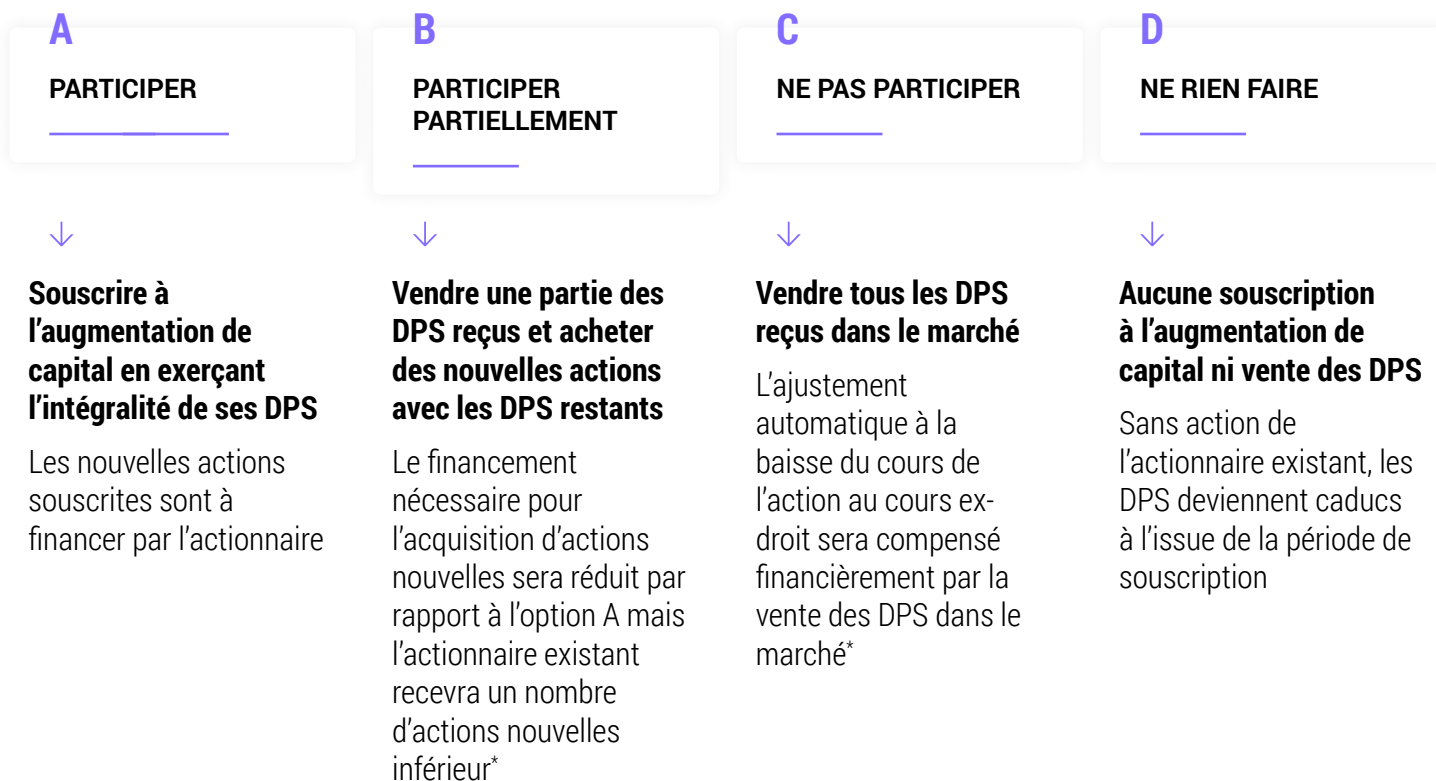 A
PARTICIPER
Souscrire à
l’augmentation de
capital en exerçant
l’intégralité de ses DPS
Les nouvelles actions
souscrites sont à
financer par l’actionnaire
B
PARTICIPER
PARTIELLEMENT
Vendre une partie des
DPS reçus et acheter
des nouvelles actions
avec les DPS restants
Le financement
nécessaire pour
l’acquisition d’actions
nouvelles sera réduit par
rapport à l’option A mais
l’actionnaire existant
recevra un nombre
d’actions nouvelles
inférieur*
C
NE PAS PARTICIPER
Vendre tous les DPS
reçus dans le marché
L’ajustement
automatique à la
baisse du cours de
l’action au cours ex-
droit sera compensé
financièrement par la
vente des DPS dans le
marché*
D
NE RIEN FAIRE
Aucune souscription
à l’augmentation de
capital ni vente des DPS
Sans action de
l’actionnaire existant, les
DPS deviennent caducs
à l’issue de la période de
souscription